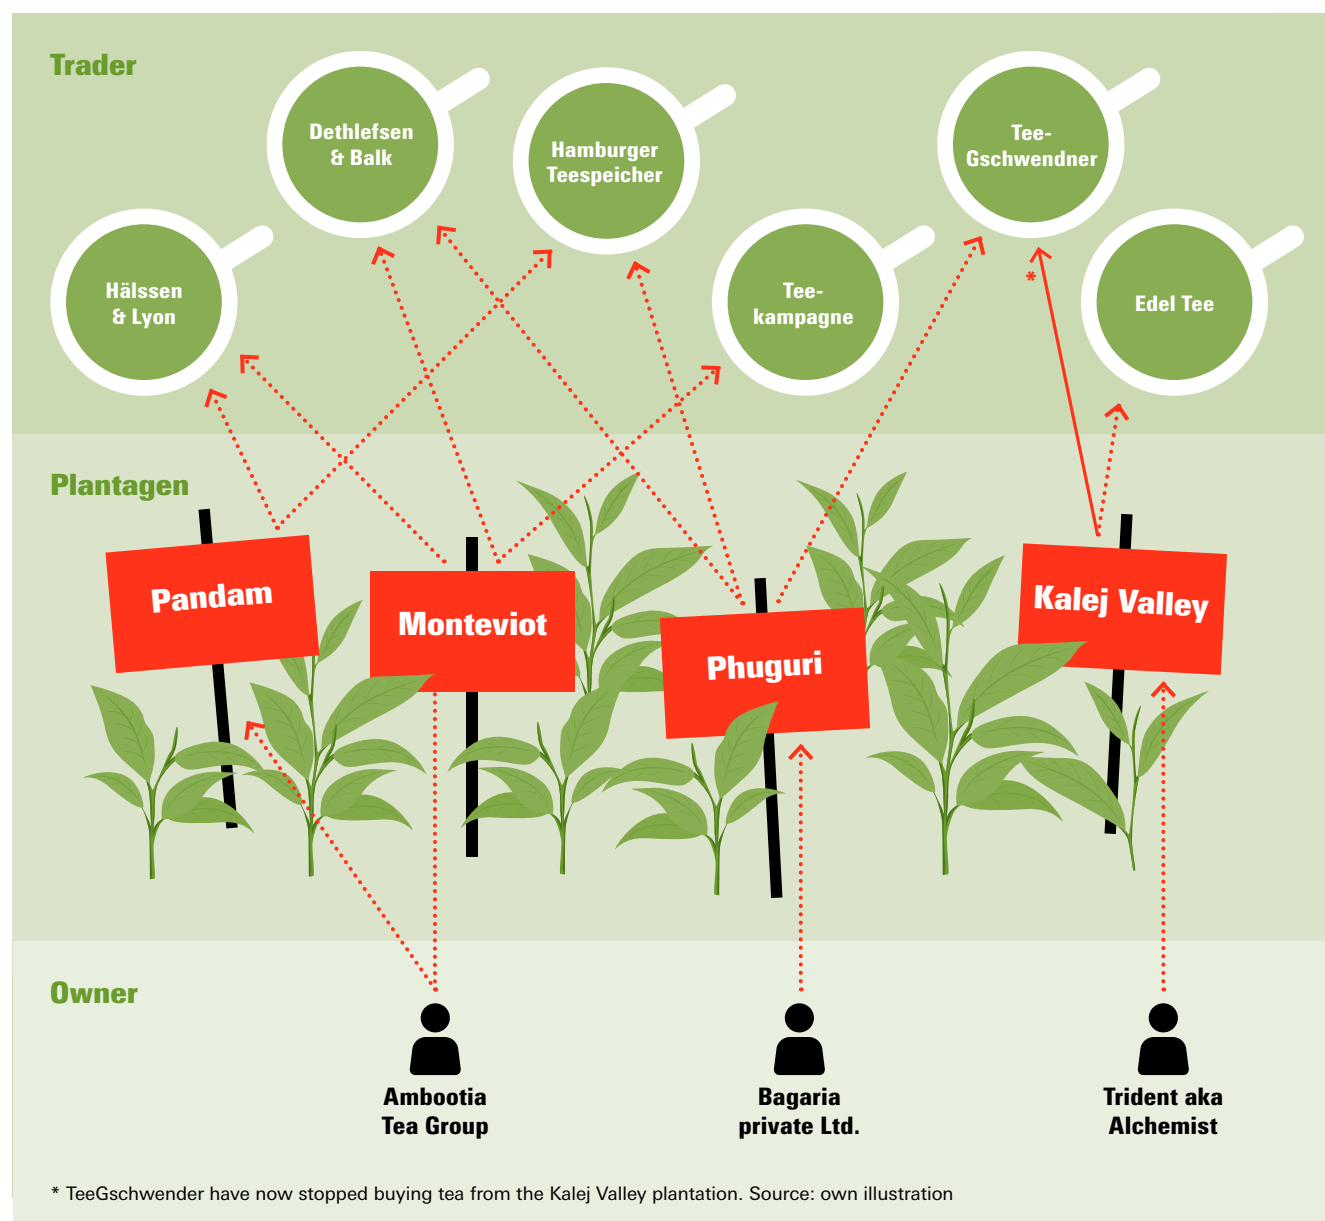 Trader
Dethlefsen
& Balk
Hamburger
Teespeicher
Tee-
Gschwendner
Hälssen
& Lyon
Tee-
kampagne
*
Edel Tee
Plantagen
Pandam
Monteviot
Phuguri
Kalej Valley
Owner
Ambootia
Tea Group
Bagaria
private Ltd.
Trident aka
Alchemist
* TeeGschwender have now stopped buying tea from the Kalej Valley plantation. Source: own illustration